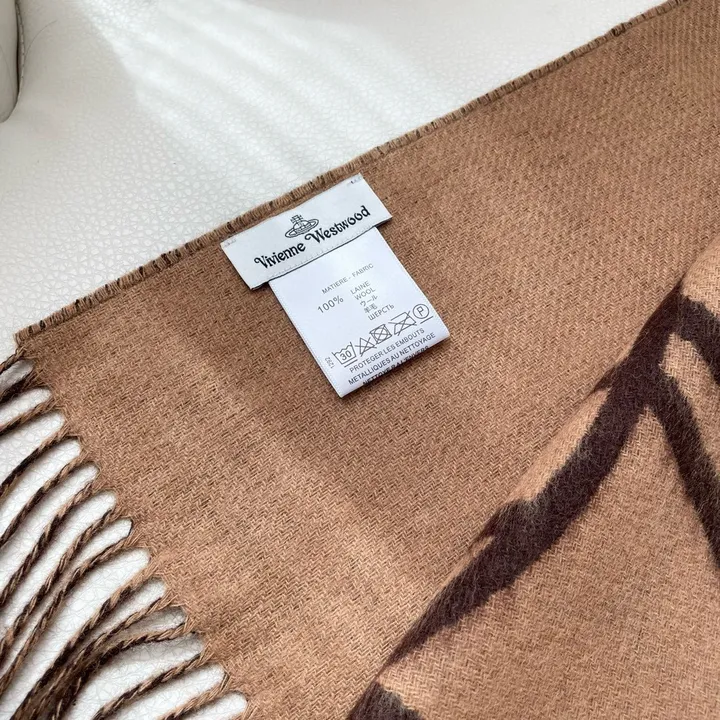 Vivienne Westwood
MATIERE - FABRIC
100% LAINE
WOOL
ウール
羊毛
ШЕРСТЬ
30 P
PROTEGER LES EMBOUTS
METALLIQUES AU NETTOYAGE